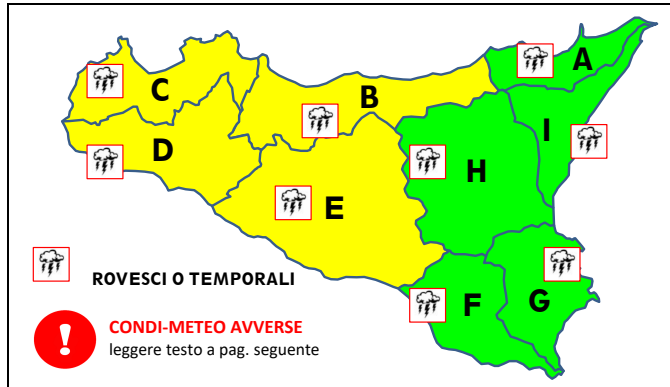 A
C
B
I
D
H
E
ROVESCI O TEMPORALI
F
G
CONDI-METEO AVVERSE
leggere testo a pag. seguente
!